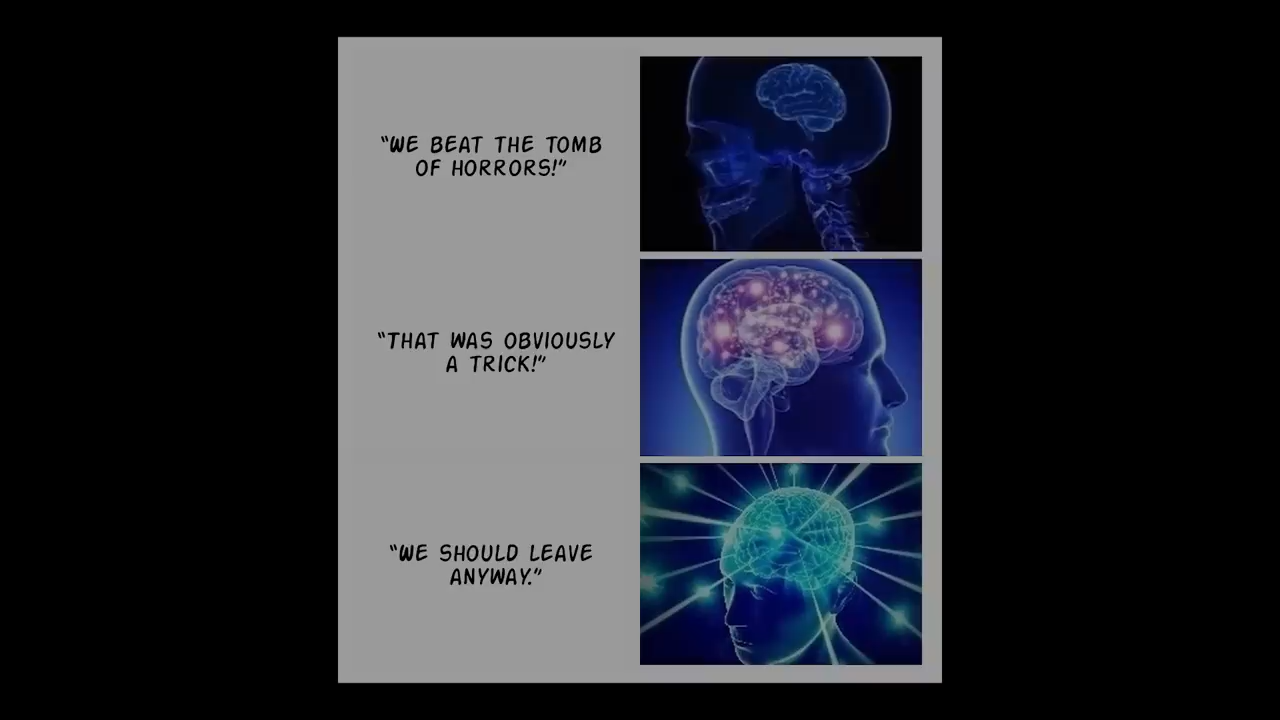 “WE BEAT THE TOMB
OF HORRORS!”
“THAT WAS OBVIOUSLY
A TRICK!”
“WE SHOULD LEAVE
ANYWAY.”